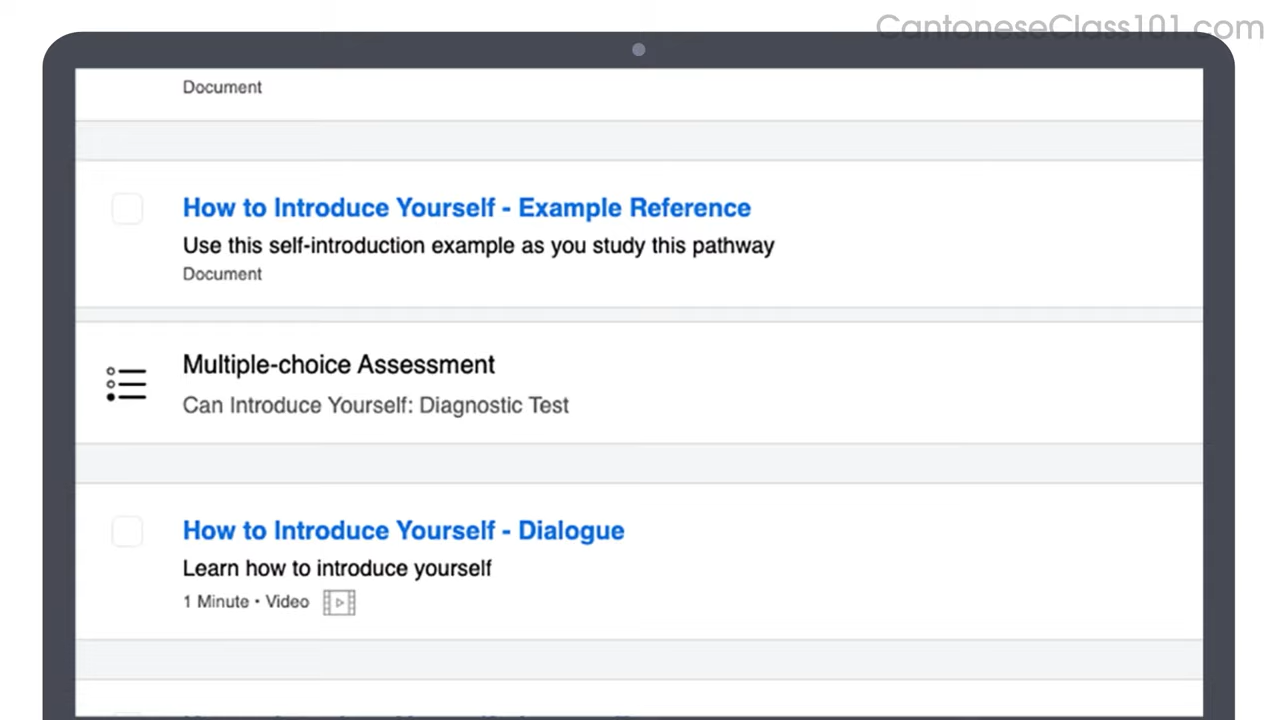 CantoneseClass101.com
Document
How to Introduce Yourself - Example Reference
Use this self-introduction example as you study this pathway
Document
Multiple-choice Assessment
Can Introduce Yourself: Diagnostic Test
How to Introduce Yourself - Dialogue
Learn how to introduce yourself
1 Minute • Video